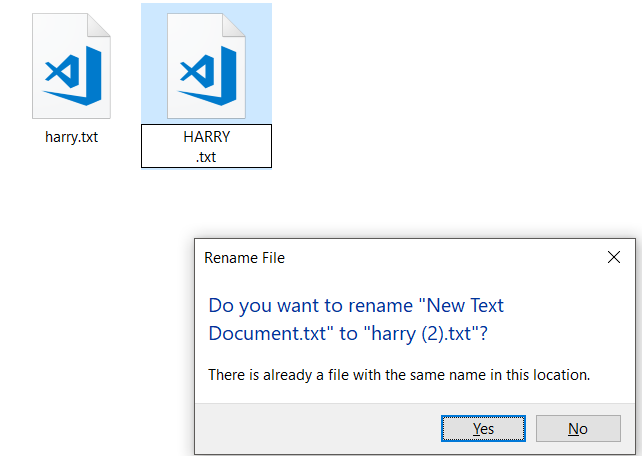 harry.txt
HARRY
.txt
Rename File
Do you want to rename "New Text
Document.txt" to "harry (2).txt"?
There is already a file with the same name in this location.
Yes
No